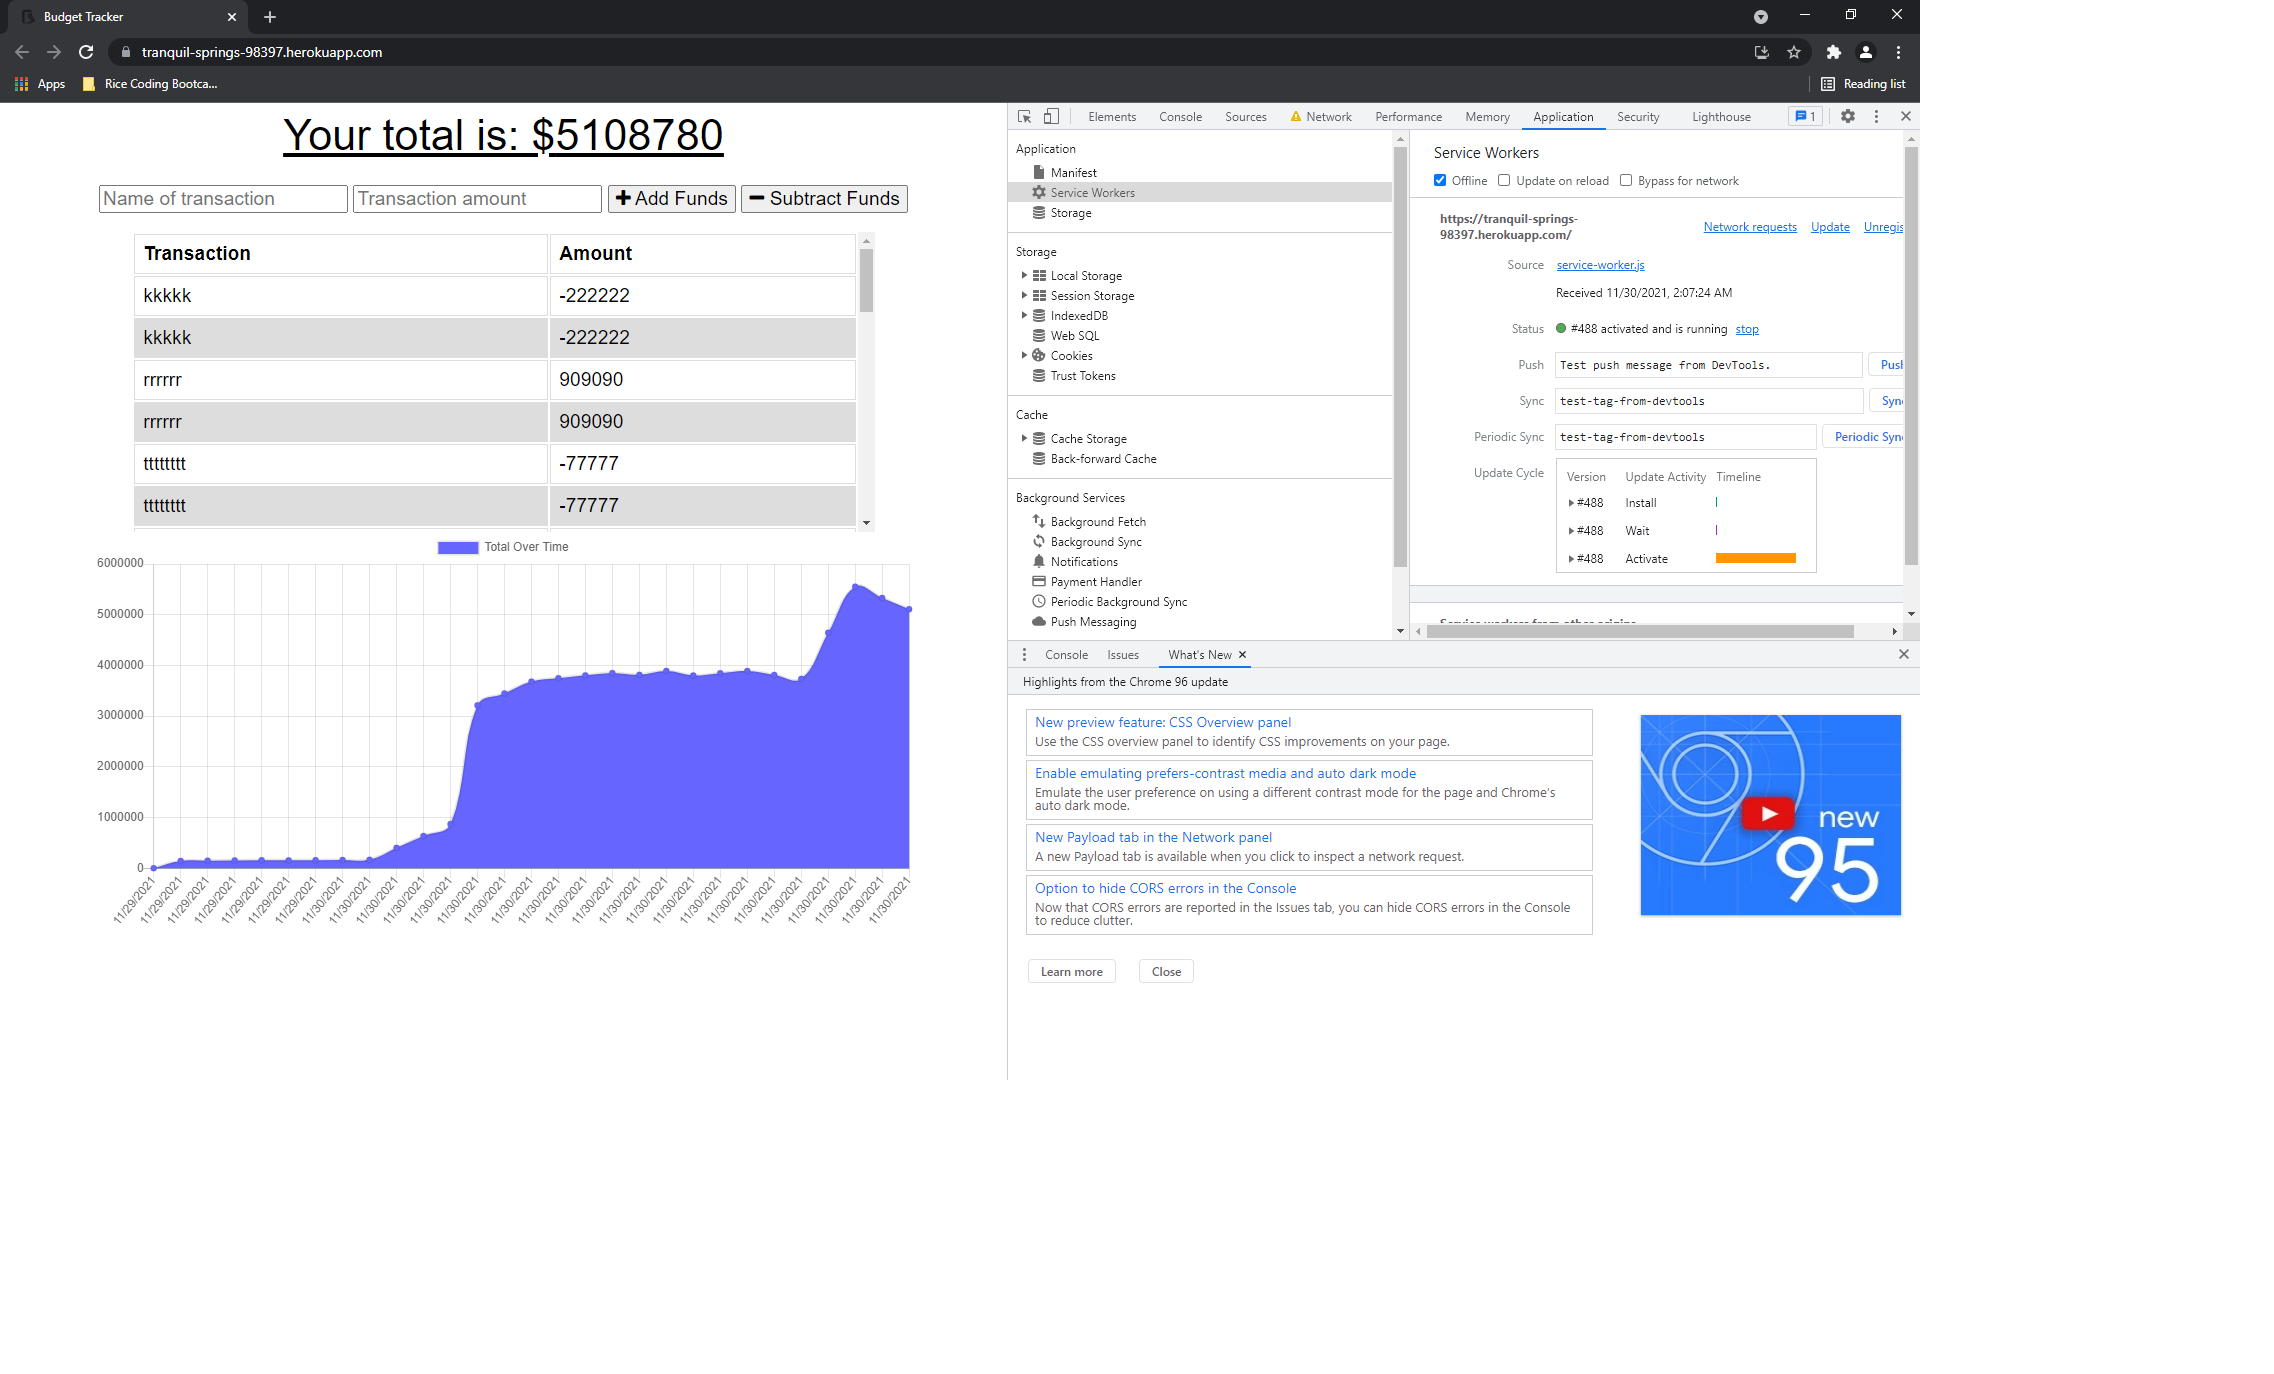 Budget Tracker
tranquil-springs-98397.herokuapp.com
Apps
Rice Coding Bootca...
Reading list
Your total is: $5108780
Name of transaction
Transaction amount
Add Funds
Subtract Funds
Transaction Amount
kkkkk -222222
kkkkk -222222
rrrrrr 909090
rrrrrr 909090
tttttttt -77777
tttttttt -77777
Total Over Time
6000000
5000000
4000000
3000000
2000000
1000000
0
11/29/2021 11/29/2021 11/29/2021 11/29/2021 11/29/2021 11/29/2021 11/29/2021 11/30/2021 11/30/2021 11/30/2021 11/30/2021 11/30/2021 11/30/2021 11/30/2021 11/30/2021 11/30/2021 11/30/2021 11/30/2021 11/30/2021 11/30/2021 11/30/2021 11/30/2021 11/30/2021 11/30/2021 11/30/2021 11/30/2021 11/30/2021 11/30/2021 11/30/2021
Elements Console Sources Network Performance Memory Application Security Lighthouse 1
Application
Manifest
Service Workers
Storage
Storage
Local Storage
Session Storage
IndexedDB
Web SQL
Cookies
Trust Tokens
Cache
Cache Storage
Back-forward Cache
Background Services
Background Fetch
Background Sync
Notifications
Payment Handler
Periodic Background Sync
Push Messaging
Service Workers
Offline Update on reload Bypass for network
https://tranquil-springs-
98397.herokuapp.com/
Network requests Update Unregis
Source service-worker.js
Received 11/30/2021, 2:07:24 AM
Status #488 activated and is running stop
Push Test push message from DevTools. Push
Sync test-tag-from-devtools Sync
Periodic Sync test-tag-from-devtools Periodic Sync
Update Cycle
Version Update Activity Timeline
#488 Install
#488 Wait
#488 Activate
Service workers from other origins
Console Issues What's New
Highlights from the Chrome 96 update
New preview feature: CSS Overview panel
Use the CSS overview panel to identify CSS improvements on your page.
Enable emulating prefers-contrast media and auto dark mode
Emulate the user preference on using a different contrast mode for the page and Chrome's
auto dark mode.
New Payload tab in the Network panel
A new Payload tab is available when you click to inspect a network request.
Option to hide CORS errors in the Console
Now that CORS errors are reported in the Issues tab, you can hide CORS errors in the Console
to reduce clutter.
new
95
Learn more
Close